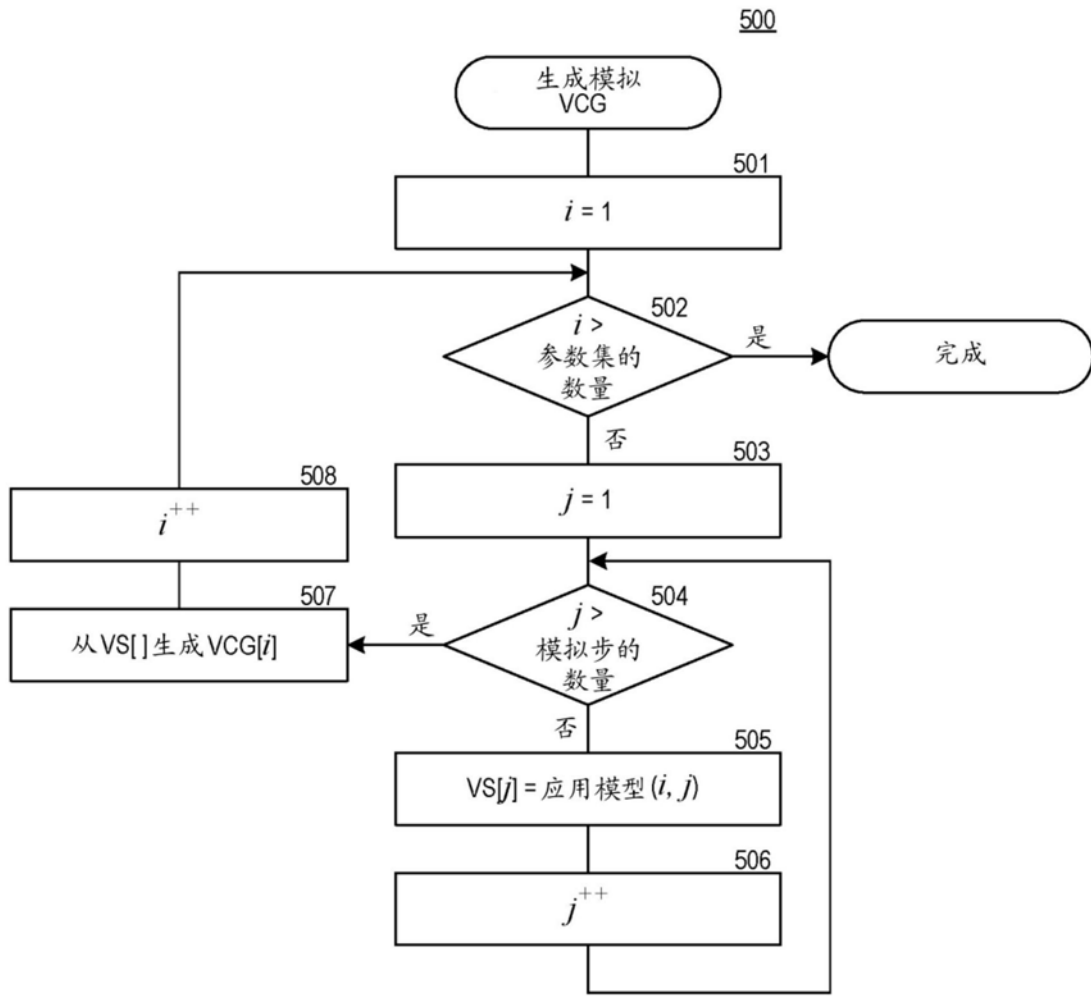 500
生成模拟
VCG
501
i = 1
502
i >
参数集的
数量
是
完成
否
503
j = 1
508
i++
504
j >
模拟步的
数量
是
507
从VS[ ]生成VCG[i]
否
505
VS[j] = 应用模型(i, j)
506
j++